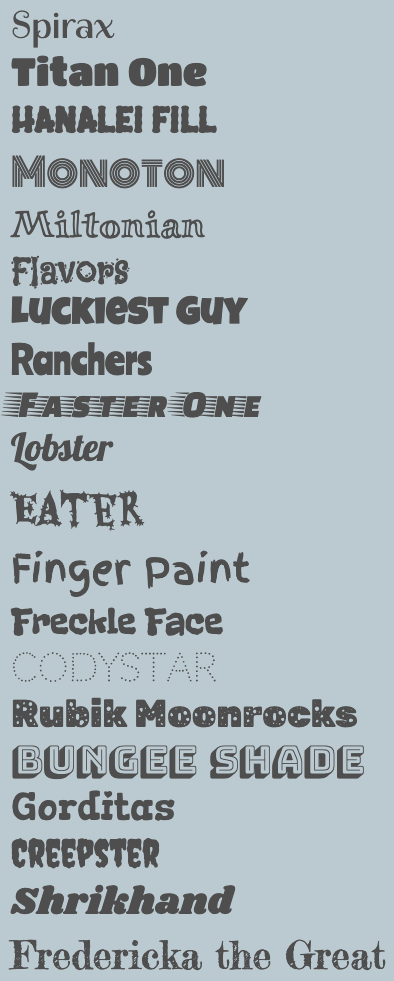 Spirax
Titan One
HANALEI FILL
MONOTON
Miltonian
Flavors
LUCKIEST GUY
Ranchers
FASTER ONE
Lobster
EATER
Finger Paint
Freckle Face
CODYSTAR
Rubik Moonrocks
BUNGEE SHADE
Gorditas
CREEPSTER
Shrikhand
Fredericka the Great